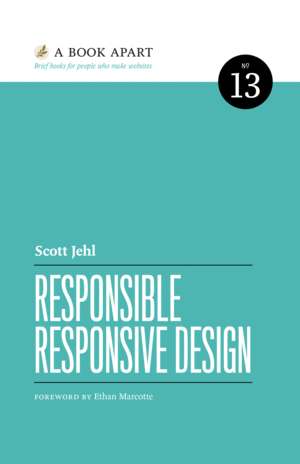 A BOOK APART
Brief books for people who make websites
No
13
Scott Jehl
RESPONSIBLE
RESPONSIVE DESIGN
FOREWORD BY Ethan Marcotte